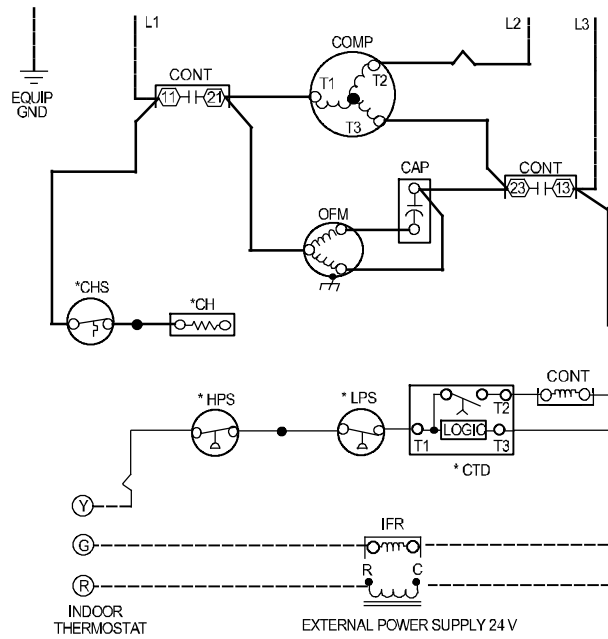 L1
L2
L3
COMP
EQUIP
GND
CONT
11
21
T1
T2
T3
CONT
23
13
CAP
OFM
*CHS
*CH
* HPS
* LPS
CONT
T2
LOGIC
T1
T3
* CTD
Y
G
IFR
R
R
C
INDOOR
THERMOSTAT
EXTERNAL POWER SUPPLY 24 V